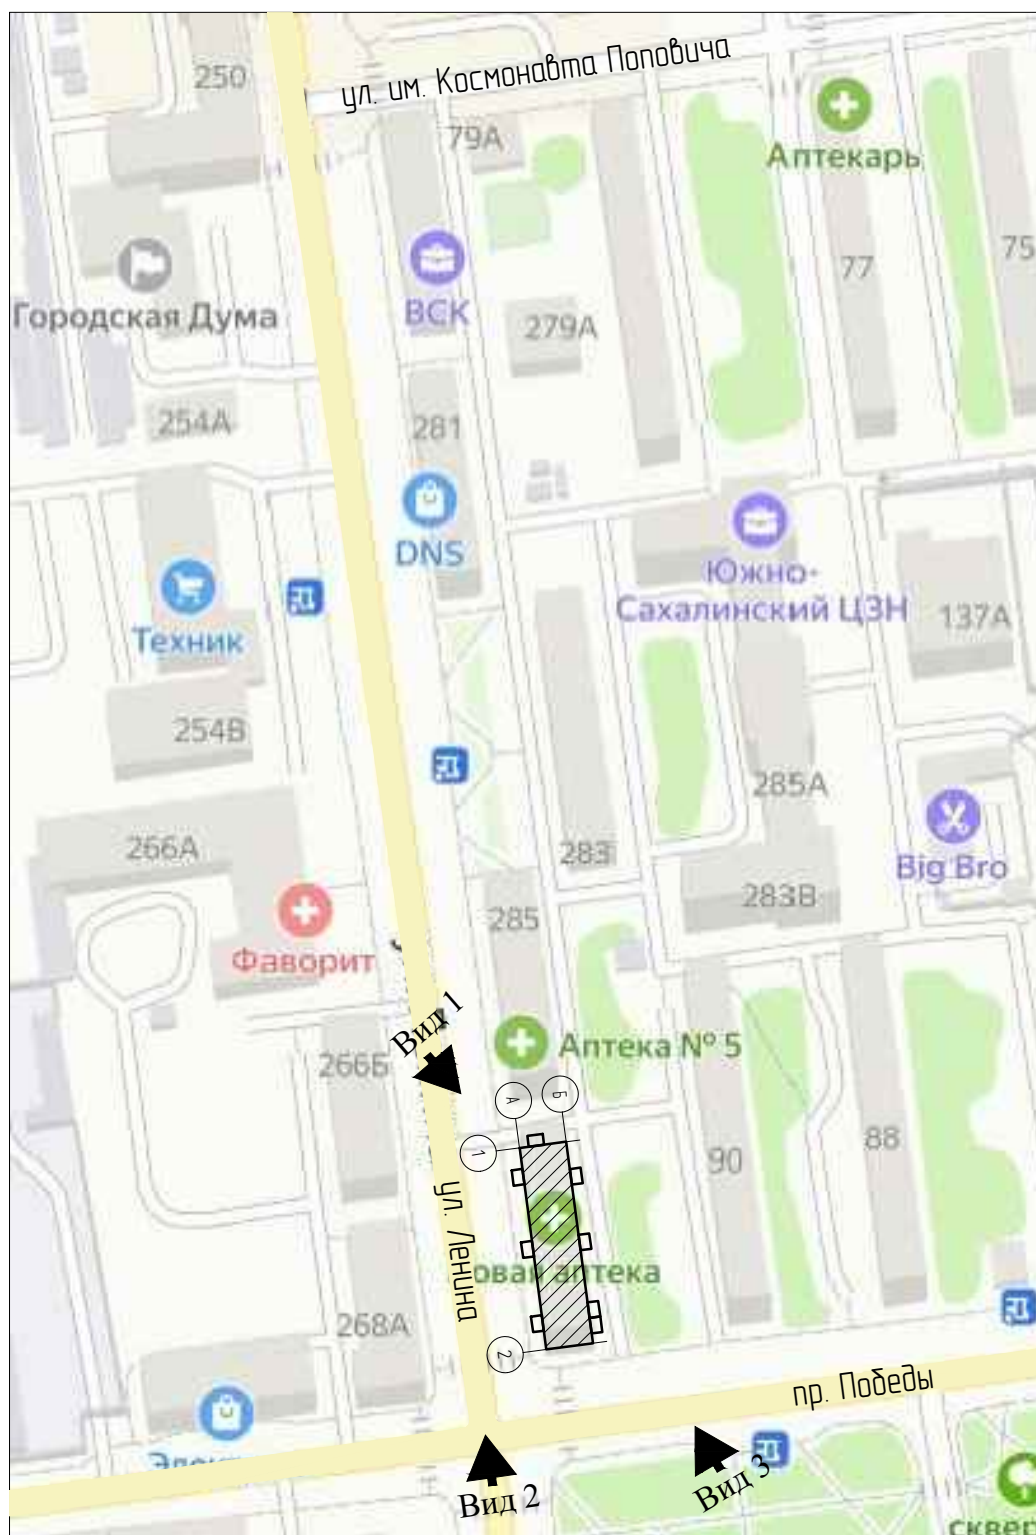 250
ул. им. Космонавта Поповича
79А
Аптекарь
75
77
Городская Дума
ВСК
279А
254А
281
DNS
Южно-
Сахалинский ЦЗН
137А
Техник
254В
285А
266А
283
Big Bro
283В
285
Фаворит
Вид 1
Аптека № 5
266Б
А
Б
1
90
88
ул. Ленина
овая аптека
268А
2
пр. Победы
Вид 2
Вид 3
сквер